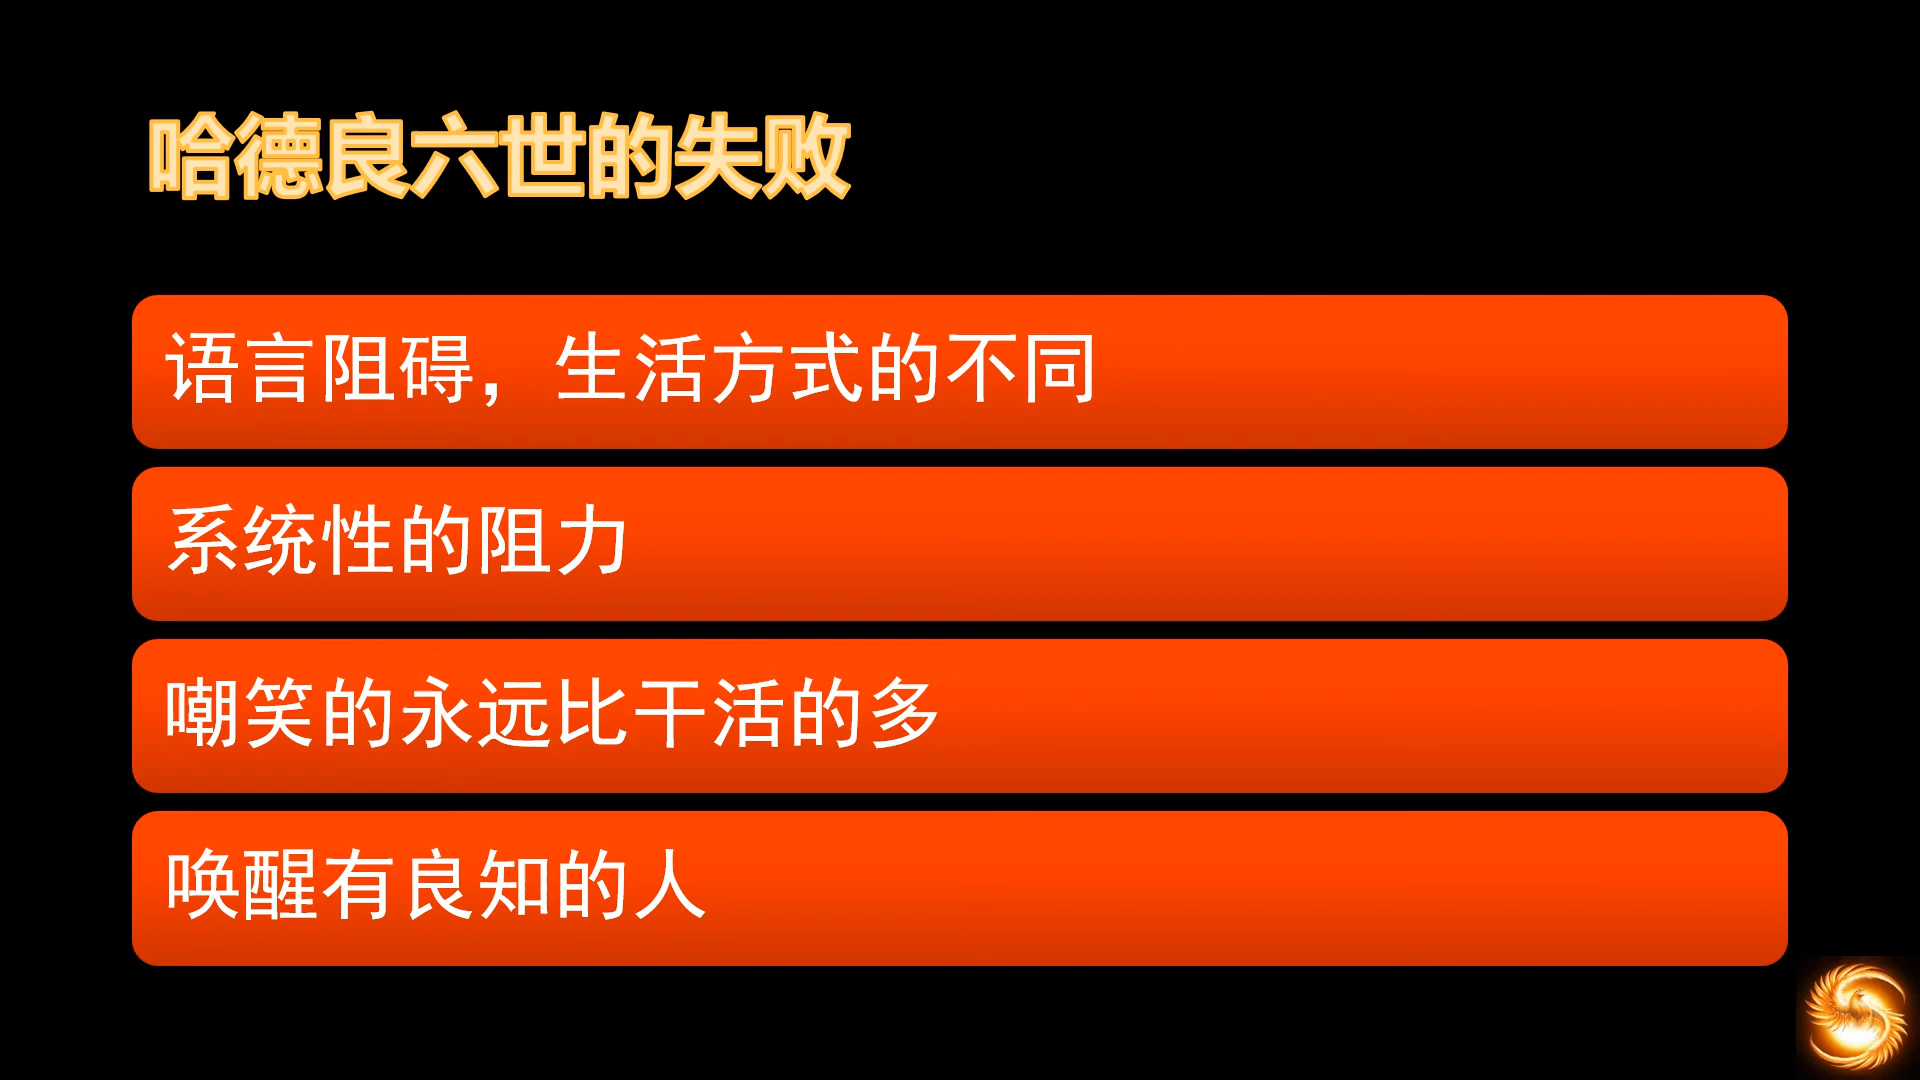 哈德良六世的失败
语言阻碍，生活方式的不同
系统性的阻力
嘲笑的永远比干活的多
唤醒有良知的人